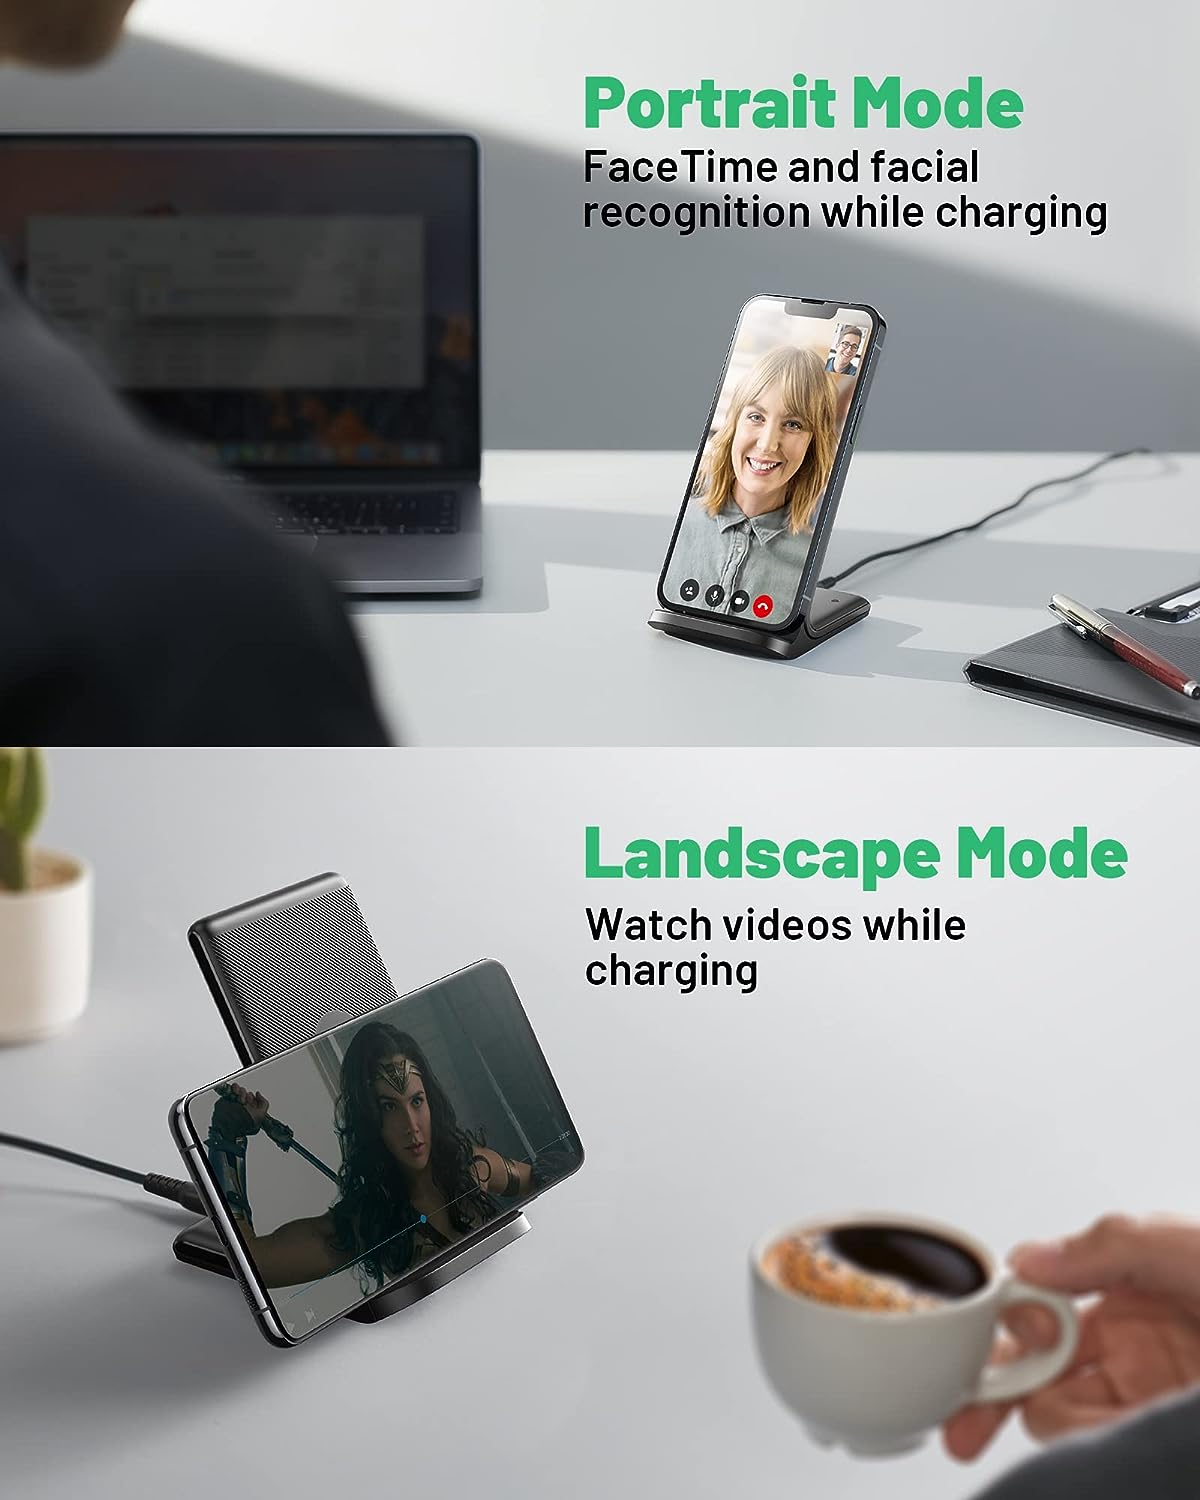 Portrait Mode
FaceTime and facial
recognition while charging
Landscape Mode
Watch videos while
charging